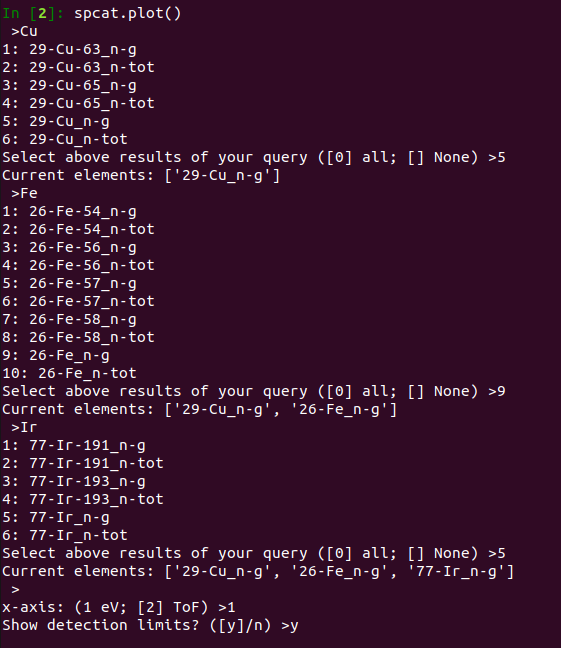 In [2]: spcat.plot()
>Cu
1: 29-Cu-63_n-g
2: 29-Cu-63_n-tot
3: 29-Cu-65_n-g
4: 29-Cu-65_n-tot
5: 29-Cu_n-g
6: 29-Cu_n-tot
Select above results of your query ([0] all; [] None) >5
Current elements: ['29-Cu_n-g']
>Fe
1: 26-Fe-54_n-g
2: 26-Fe-54_n-tot
3: 26-Fe-56_n-g
4: 26-Fe-56_n-tot
5: 26-Fe-57_n-g
6: 26-Fe-57_n-tot
7: 26-Fe-58_n-g
8: 26-Fe-58_n-tot
9: 26-Fe_n-g
10: 26-Fe_n-tot
Select above results of your query ([0] all; [] None) >9
Current elements: ['29-Cu_n-g', '26-Fe_n-g']
>Ir
1: 77-Ir-191_n-g
2: 77-Ir-191_n-tot
3: 77-Ir-193_n-g
4: 77-Ir-193_n-tot
5: 77-Ir_n-g
6: 77-Ir_n-tot
Select above results of your query ([0] all; [] None) >5
Current elements: ['29-Cu_n-g', '26-Fe_n-g', '77-Ir_n-g']
>
x-axis: (1 eV; [2] ToF) >1
Show detection limits? ([y]/n) >y